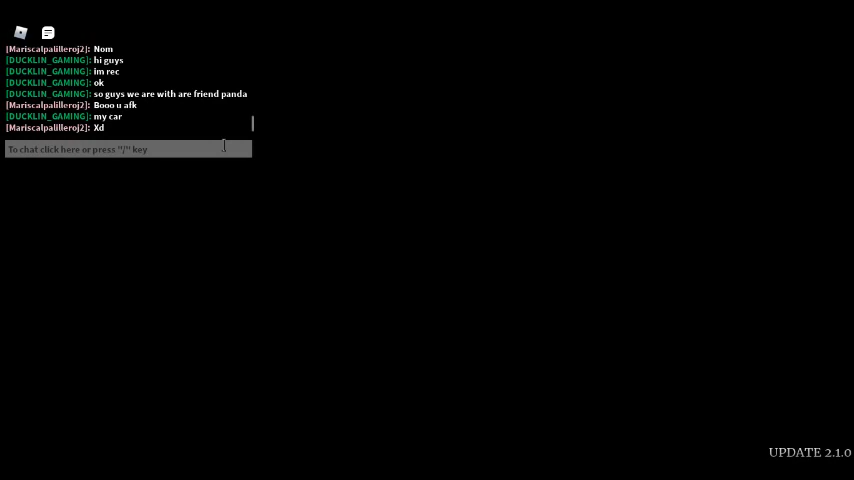 [Mariscalpalilleroj2]: Nom
[DUCKLIN_GAMING]: hi guys
[DUCKLIN_GAMING]: im rec
[DUCKLIN_GAMING]: ok
[DUCKLIN_GAMING]: so guys we are with are friend panda
[Mariscalpalilleroj2]: Booo u afk
[DUCKLIN_GAMING]: my car
[Mariscalpalilleroj2]: Xd
To chat click here or press "/" key
UPDATE 2.1.0